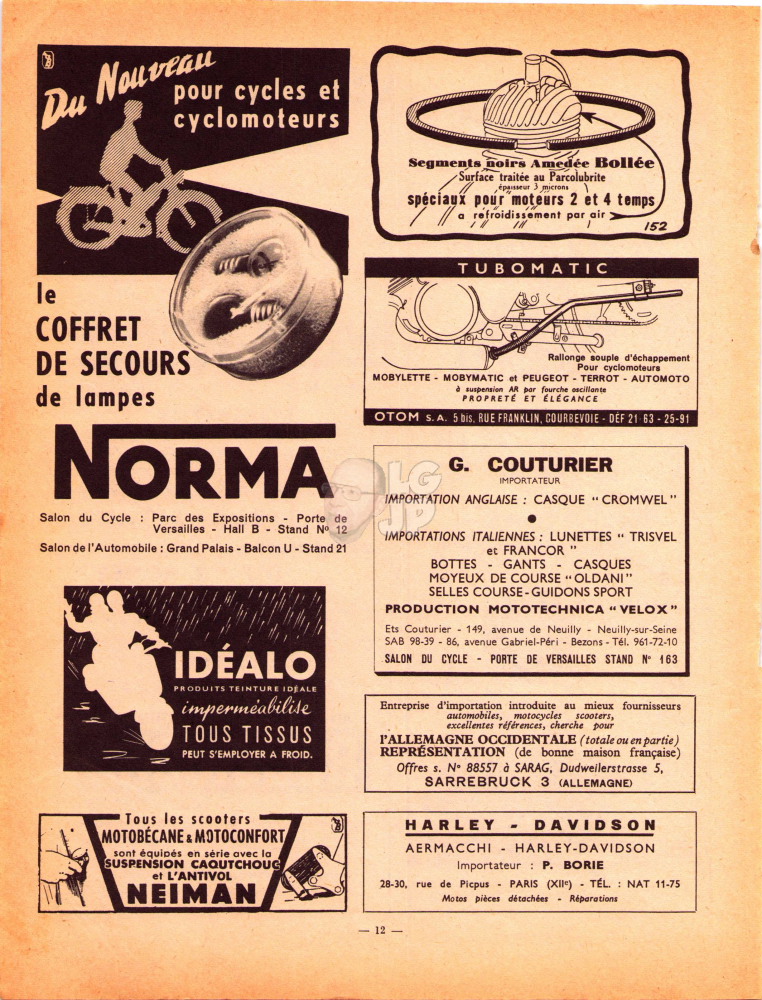 Du Nouveau
pour cycles et
cyclomoteurs
le
COFFRET
DE SECOURS
de lampes
NORMA
Salon du Cycle : Parc des Expositions - Porte de
Versailles - Hall B - Stand Nº 12
Salon de l'Automobile : Grand Palais - Balcon U - Stand 21
IDÉALO
PRODUITS TEINTURE IDÉALE
imperméabilise
TOUS TISSUS
PEUT S'EMPLOYER A FROID.
Tous les scooters
MOTOBÉCANE & MOTOCONFORT
sont équipés en série avec la
SUSPENSION CAOUTCHOUC
et L'ANTIVOL
NEIMAN
Segments noirs Amedée Bollée
Surface traitée au Parcolubrite
épaisseur 3 microns
spéciaux pour moteurs 2 et 4 temps
a refroidissement par air
152
TUBOMATIC
Rallonge souple d'échappement
Pour cyclomoteurs
MOBYLETTE - MOBYMATIC et PEUGEOT - TERROT - AUTOMOTO
à suspension AR par fourche oscillante
PROPRETÉ ET ÉLÉGANCE
OTOM S.A. 5 bis, RUE FRANKLIN, COURBEVOIE - DÉF 21-63 - 25-91
G. COUTURIER
IMPORTATEUR
IMPORTATION ANGLAISE : CASQUE “ CROMWEL ”
IMPORTATIONS ITALIENNES : LUNETTES “ TRISVEL
et FRANCOR ”
BOTTES - GANTS - CASQUES
MOYEUX DE COURSE “ OLDANI ”
SELLES COURSE - GUIDONS SPORT
PRODUCTION MOTOTECHNICA “ VELOX ”
Ets Couturier - 149, avenue de Neuilly - Neuilly-sur-Seine
SAB 98-39 - 86, avenue Gabriel-Péri - Bezons - Tél. 961-72-10
SALON DU CYCLE - PORTE DE VERSAILLES STAND Nº 163
LG
JB
Entreprise d'importation introduite au mieux fournisseurs
automobiles, motocycles scooters,
excellentes références, cherche pour
l'ALLEMAGNE OCCIDENTALE (totale ou en partie)
REPRÉSENTATION (de bonne maison française)
Offres s. Nº 88557 à SARAG, Dudweilerstrasse 5,
SARREBRUCK 3 (ALLEMAGNE)
HARLEY - DAVIDSON
AERMACCHI - HARLEY-DAVIDSON
Importateur : P. BORIE
28-30, rue de Picpus - PARIS (XIIe) - TÉL. : NAT 11-75
Motos pièces détachées - Réparations
— 12 —